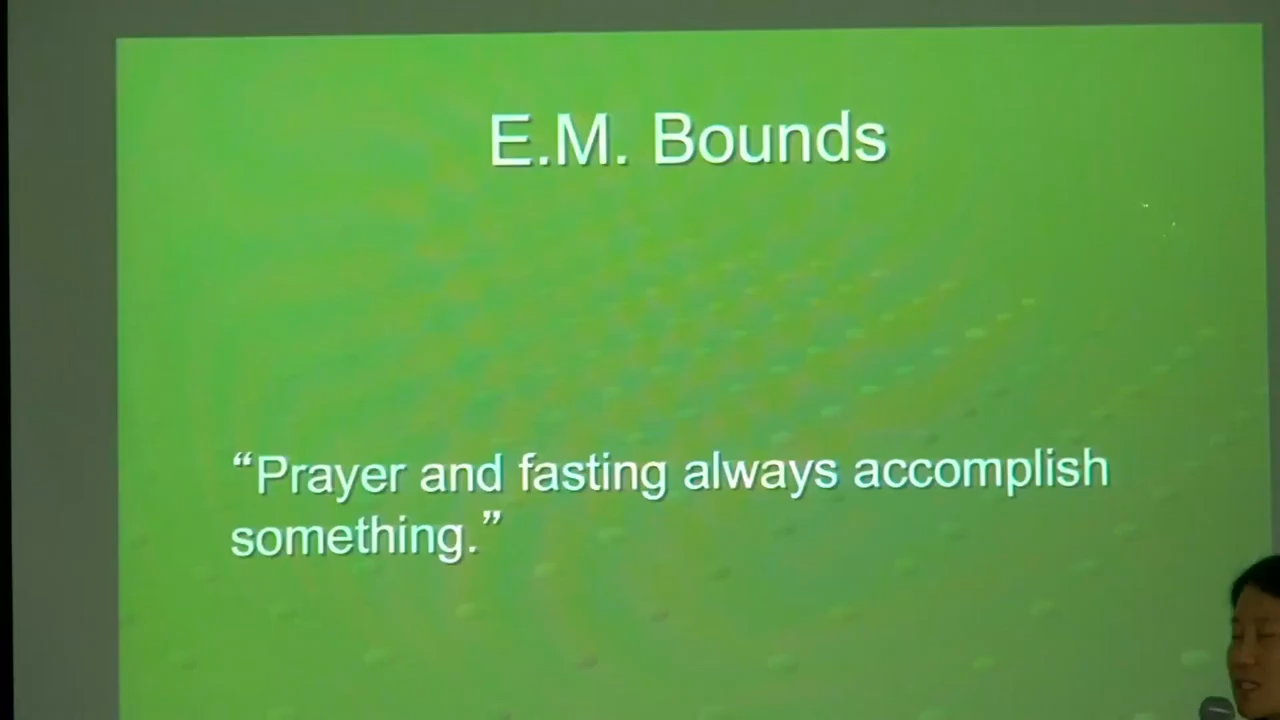 E.M. Bounds
“Prayer and fasting always accomplish
something.”